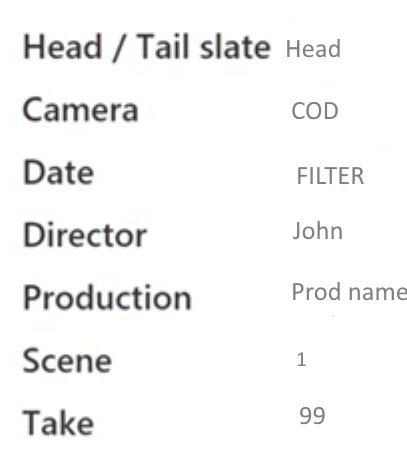 Head / Tail slate Head
Camera COD
Date FILTER
Director John
Production Prod name
Scene 1
Take 99